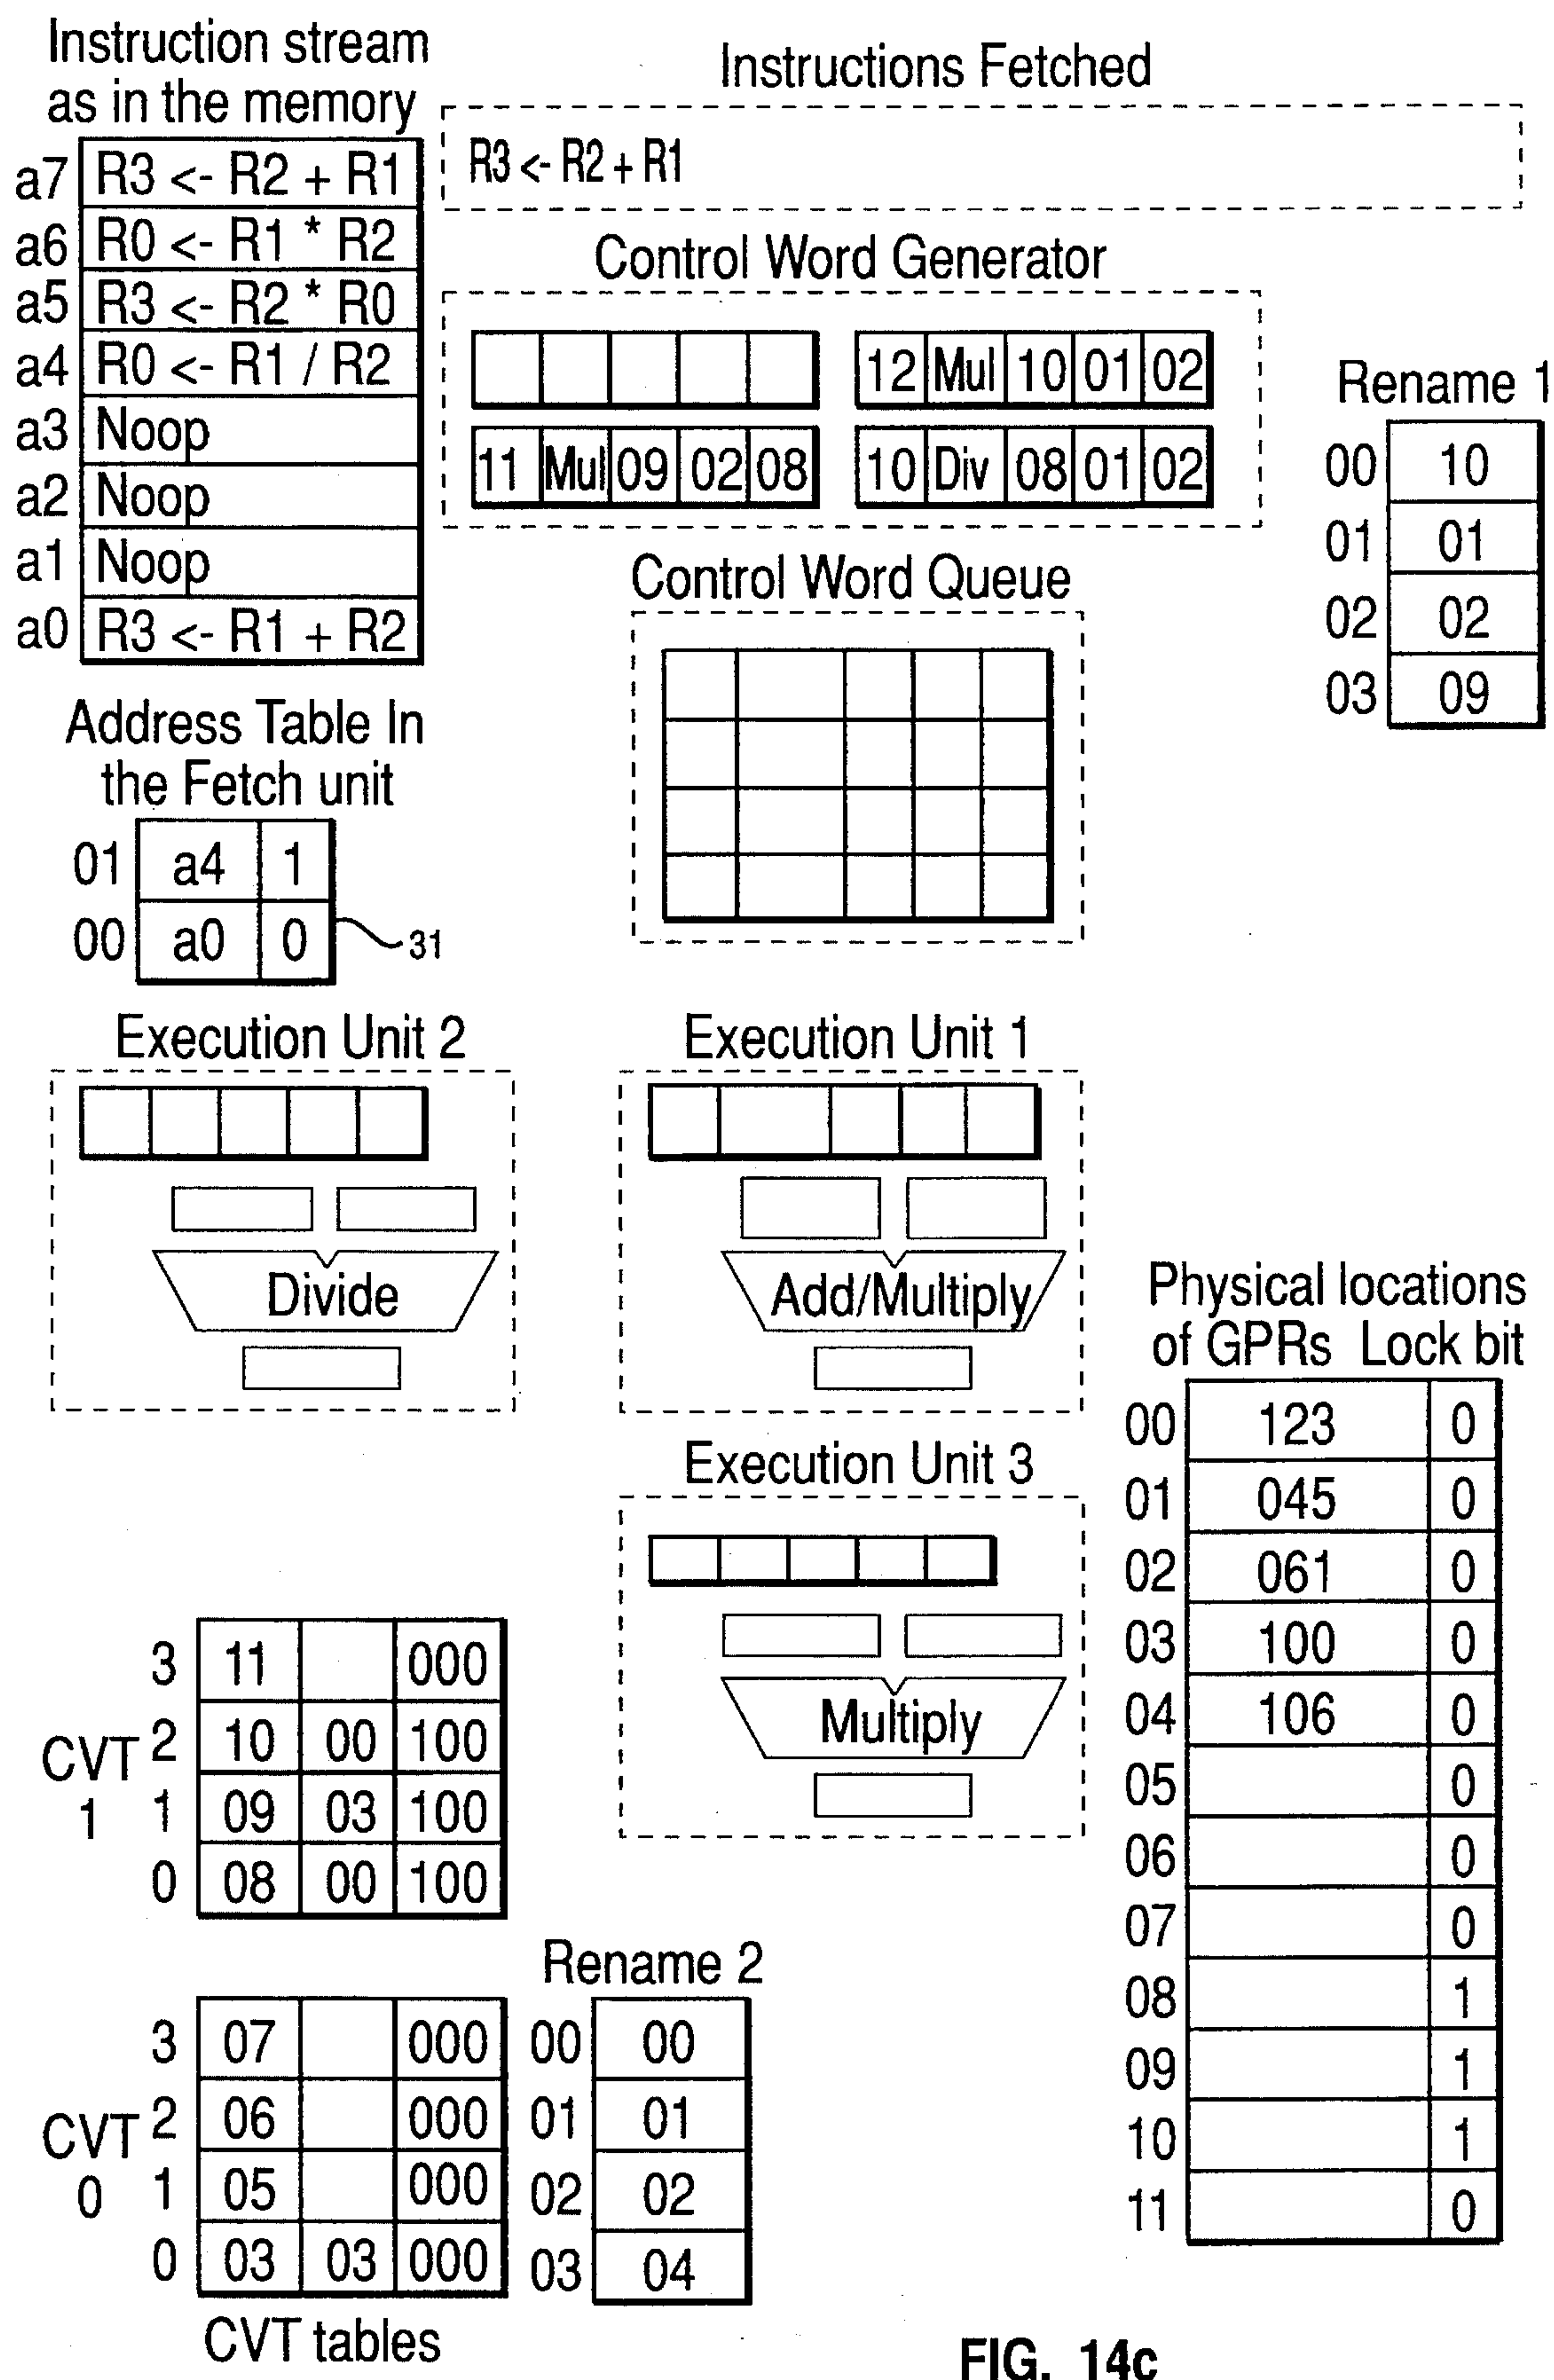 Instruction stream
as in the memory
a7 R3 <- R2 + R1
a6 R0 <- R1 * R2
a5 R3 <- R2 * R0
a4 R0 <- R1 / R2
a3 Noop
a2 Noop
a1 Noop
a0 R3 <- R1 + R2
Instructions Fetched
R3 <- R2 + R1
Control Word Generator
12 Mul 10 01 02
11 Mul 09 02 08
10 Div 08 01 02
Rename 1
00 10
01 01
02 02
03 09
Control Word Queue
Address Table In
the Fetch unit
01 a4 1
00 a0 0
31
Execution Unit 2
Divide
Execution Unit 1
Add/Multiply
Execution Unit 3
Multiply
Physical locations
of GPRs Lock bit
00 123 0
01 045 0
02 061 0
03 100 0
04 106 0
05 0
06 0
07 0
08 1
09 1
10 1
11 0
CVT
1
3 11 000
2 10 00 100
1 09 03 100
0 08 00 100
CVT
0
3 07 000
2 06 000
1 05 000
0 03 03 000
Rename 2
00 00
01 01
02 02
03 04
CVT tables
FIG. 14c